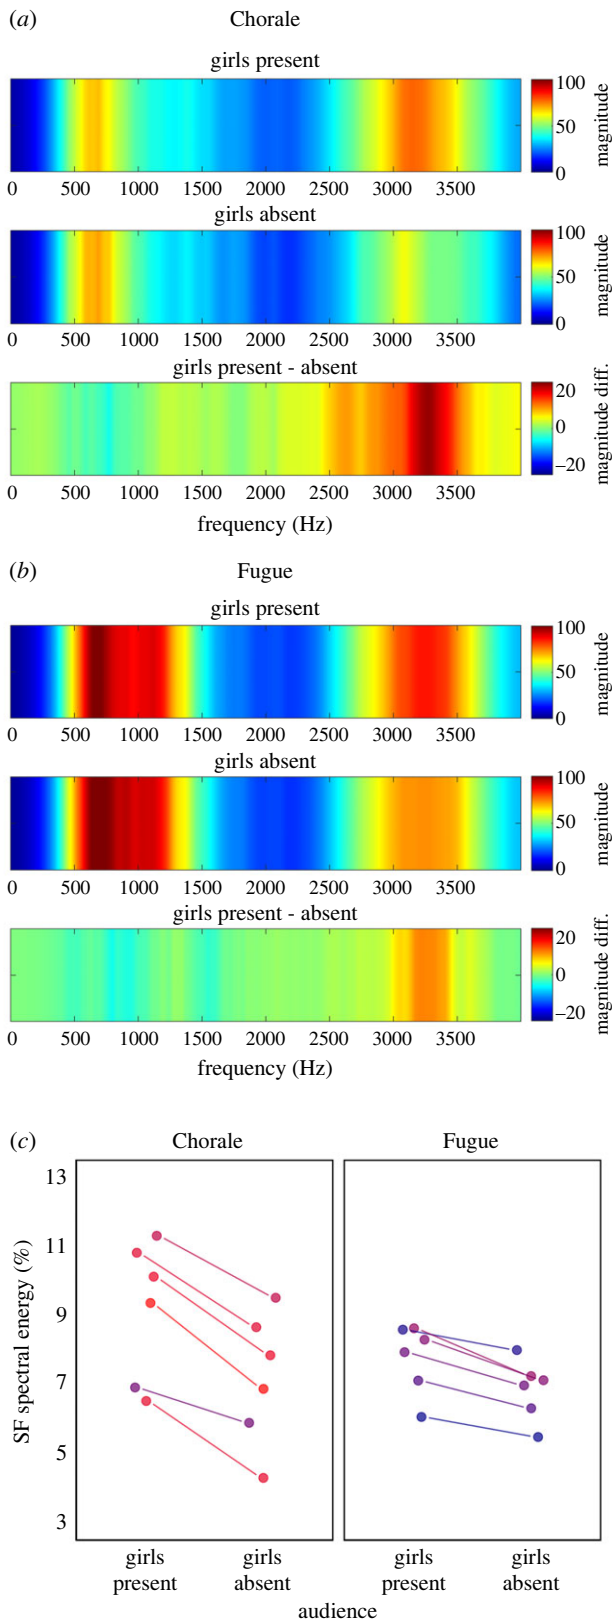 (a) Chorale
girls present
100
50
0
magnitude
0 500 1000 1500 2000 2500 3000 3500
girls absent
100
50
0
magnitude
0 500 1000 1500 2000 2500 3000 3500
girls present - absent
20
0
–20
magnitude diff.
0 500 1000 1500 2000 2500 3000 3500
frequency (Hz)
(b) Fugue
girls present
100
50
0
magnitude
0 500 1000 1500 2000 2500 3000 3500
girls absent
100
50
0
magnitude
0 500 1000 1500 2000 2500 3000 3500
girls present - absent
20
0
–20
magnitude diff.
0 500 1000 1500 2000 2500 3000 3500
frequency (Hz)
(c) Chorale Fugue
13
11
9
7
5
3
SF spectral energy (%)
girls girls girls girls
present absent present absent
audience